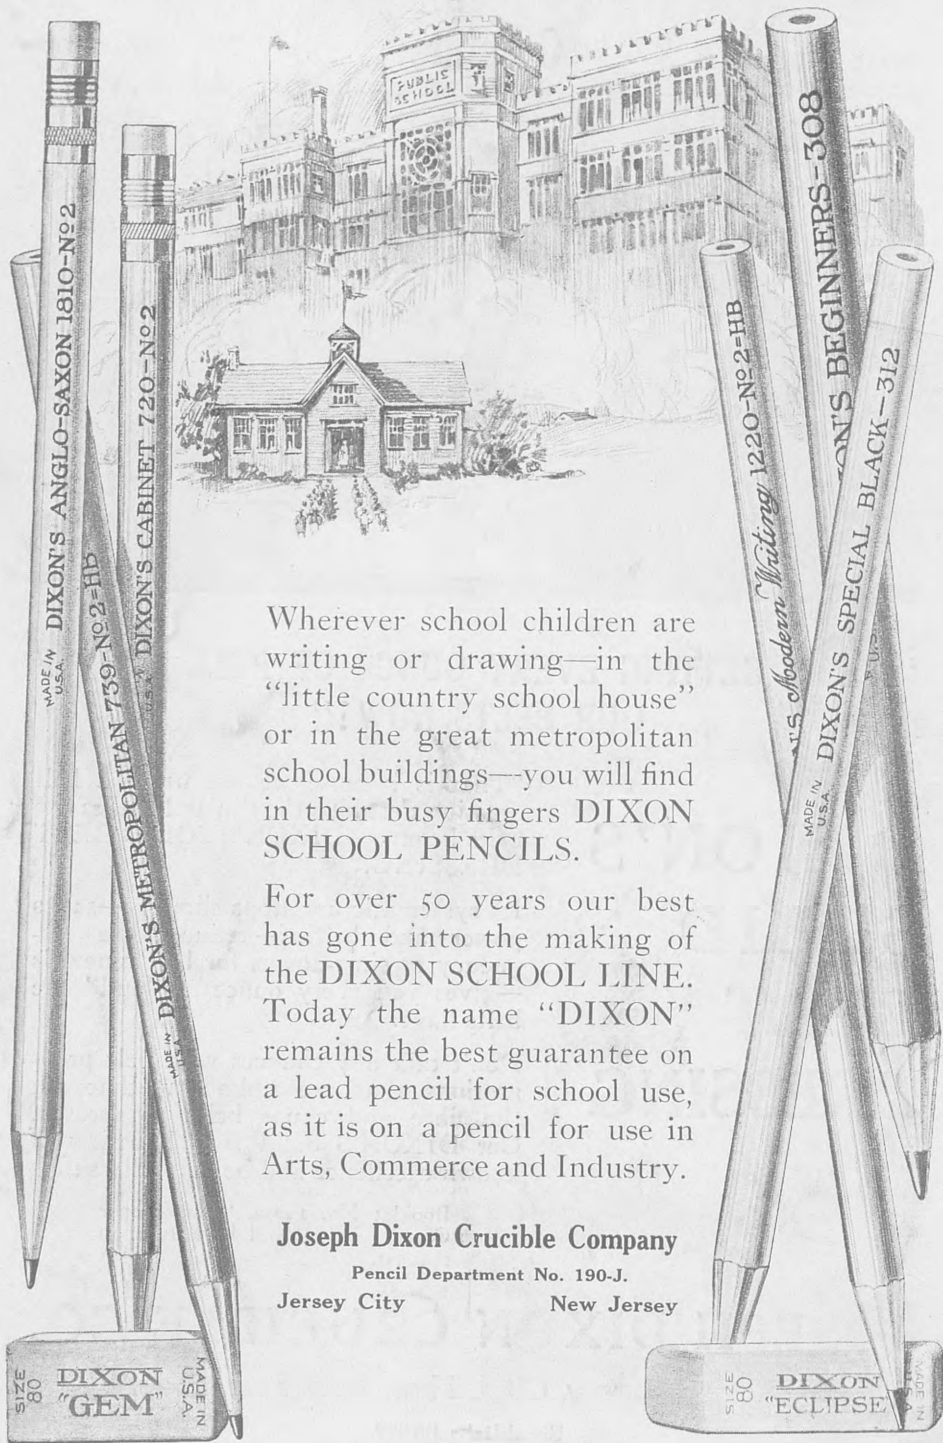 PUBLIC
SCHOOL
MADE IN
U.S.A.
DIXON'S ANGLO-SAXON 1810-Nº2
U.S.A.
DIXON'S CABINET 720-Nº2
MADE IN
U.S.A.
DIXON'S METROPOLITAN 739-Nº2=HB
N'S Modern Writing 1220-Nº2=HB
ON'S BEGINNERS--308
U.S.
MADE IN
U.S.A.
DIXON'S SPECIAL BLACK—312
Wherever school children are
writing or drawing—in the
“little country school house”
or in the great metropolitan
school buildings—you will find
in their busy fingers DIXON
SCHOOL PENCILS.
For over 50 years our best
has gone into the making of
the DIXON SCHOOL LINE.
Today the name “DIXON”
remains the best guarantee on
a lead pencil for school use,
as it is on a pencil for use in
Arts, Commerce and Industry.
Joseph Dixon Crucible Company
Pencil Department No. 190-J.
Jersey City New Jersey
SIZE
80
DIXON
"GEM"
MADE IN
U.S.A.
SIZE
80
DIXON
"ECLIPSE"
MADE IN
U.S.A.